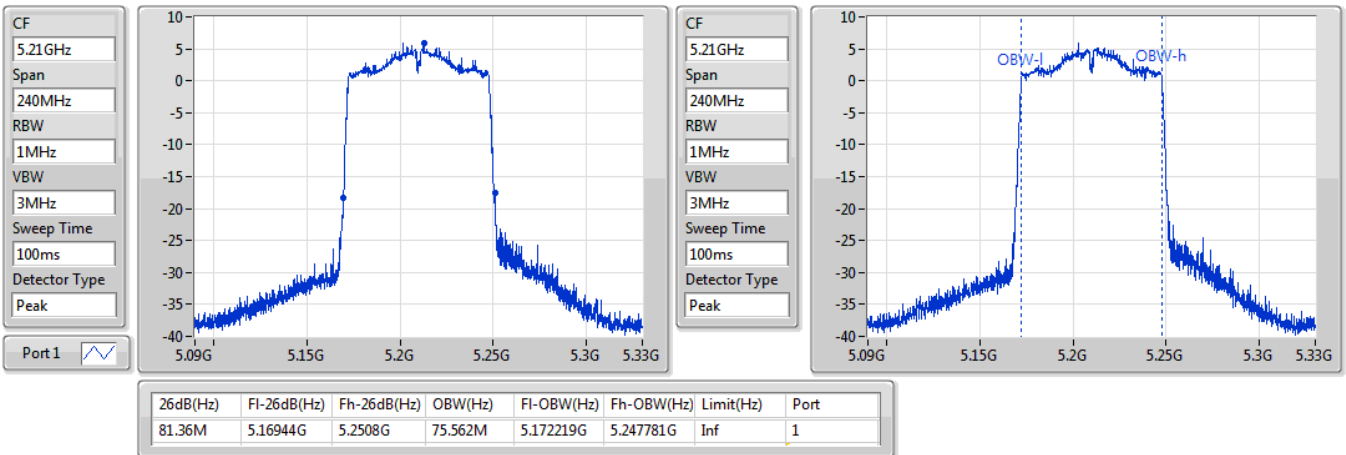 CF
5.21GHz
Span
240MHz
RBW
1MHz
VBW
3MHz
Sweep Time
100ms
Detector Type
Peak
Port 1
10
5
0
-5
-10
-15
-20
-25
-30
-35
-40
5.09G 5.15G 5.2G 5.25G 5.3G 5.33G
CF
5.21GHz
Span
240MHz
RBW
1MHz
VBW
3MHz
Sweep Time
100ms
Detector Type
Peak
10
5
0
-5
-10
-15
-20
-25
-30
-35
-40
OBW-l OBW-h
5.09G 5.15G 5.2G 5.25G 5.3G 5.33G
26dB(Hz) Fl-26dB(Hz) Fh-26dB(Hz) OBW(Hz) Fl-OBW(Hz) Fh-OBW(Hz) Limit(Hz) Port
81.36M 5.16944G 5.2508G 75.562M 5.172219G 5.247781G Inf 1